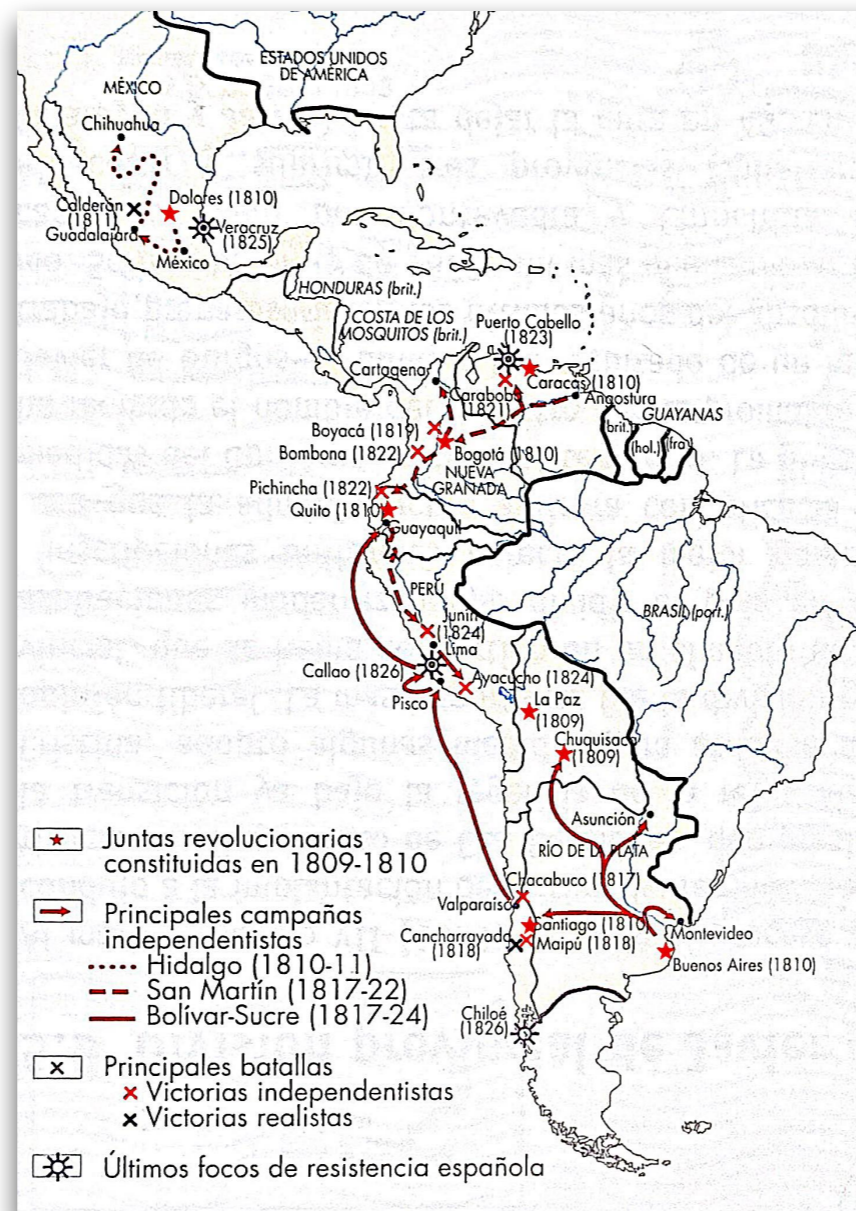 ESTADOS UNIDOS
DE AMÉRICA
MÉXICO
Chihuahua
Dolores (1810)
Calderón
(1811)
Guadalajara
Veracruz
(1825)
México
HONDURAS (brit.)
COSTA DE LOS
MOSQUITOS (brit.)
Puerto Cabello
(1823)
Cartagena
Caracas (1810)
Carabobo
(1821)
Angostura
GUAYANAS
brit.
(hol.)
(fra.)
Boyacá (1819)
Bombona (1822)
Bogotá (1810)
NUEVA
GRANADA
Pichincha (1822)
Quito (1810)
Guayaquil
PERÚ
BRASIL (port.)
Junín
(1824)
Lima
Callao (1826)
Ayacucho (1824)
Pisco
La Paz
(1809)
Chuquisaca
(1809)
Asunción
RÍO DE LA PLATA
Chacabuco (1817)
Valparaíso
Santiago (1810)
Montevideo
Cancharrayada
(1818)
Maipú (1818)
Buenos Aires (1810)
Chiloé
(1826)
Juntas revolucionarias
constituidas en 1809-1810
Principales campañas
independentistas
Hidalgo (1810-11)
San Martín (1817-22)
Bolívar-Sucre (1817-24)
Principales batallas
Victorias independentistas
Victorias realistas
Últimos focos de resistencia española